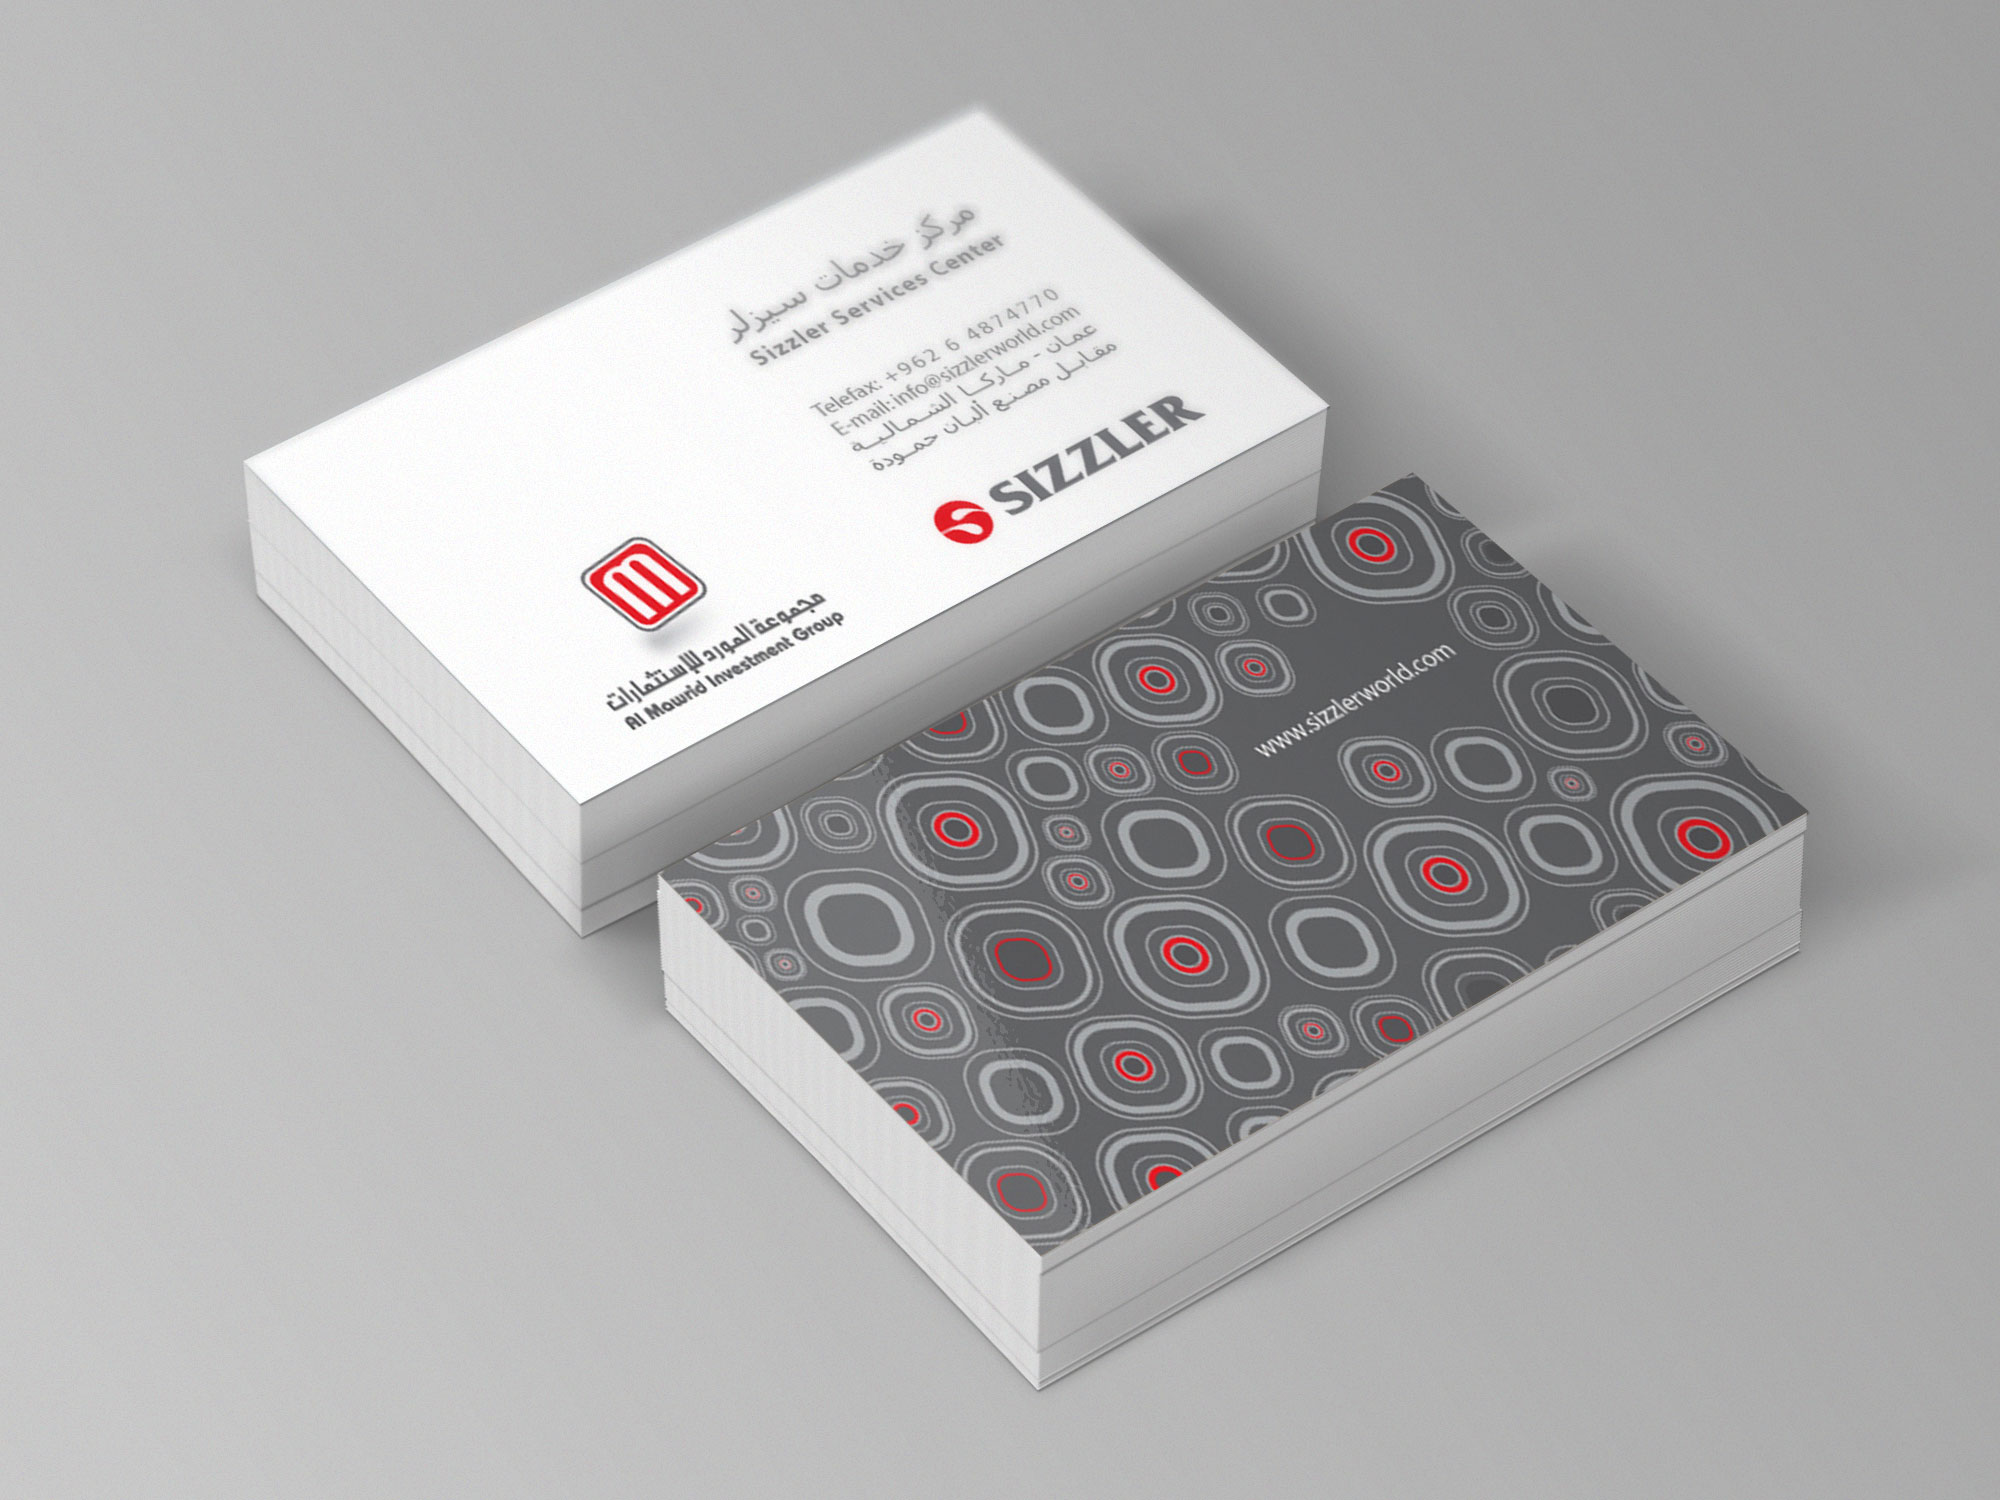 مركز خدمات سيزلر
Sizzler Services Center
Telefax: +962 6 4874770
E-mail: info@sizzlerworld.com
عمان - ماركا الشمالية
مقابل مصنع ألبان حمودة
SIZZLER
مجموعة المورد للإستثمارات
Al Mawrid Investment Group
www.sizzlerworld.com